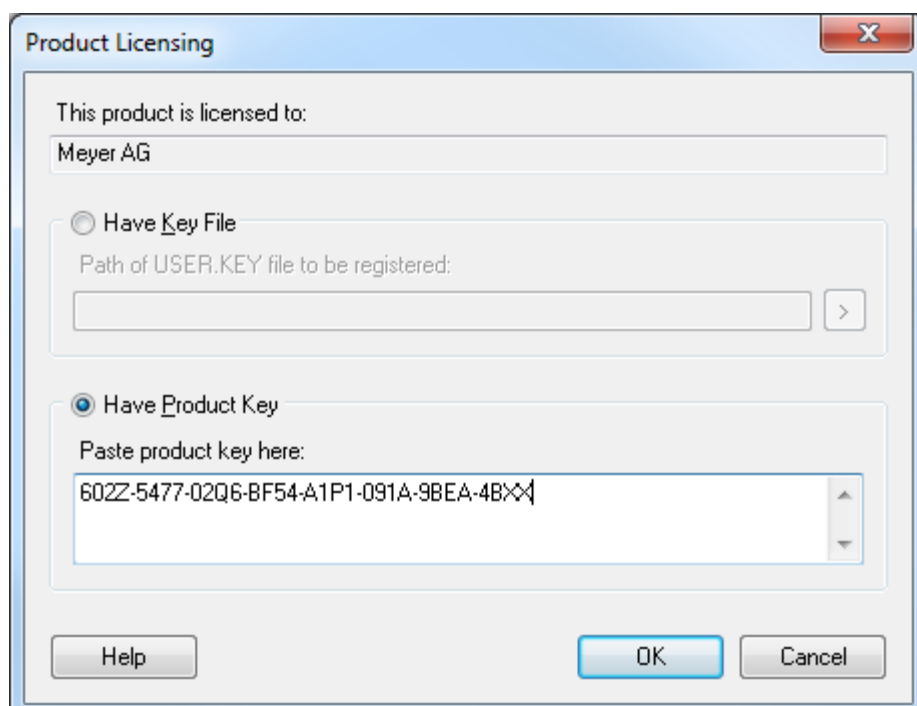 Product Licensing
This product is licensed to:
Meyer AG
Have Key File
Path of USER.KEY file to be registered:
>
Have Product Key
Paste product key here:
602Z-5477-02Q6-BF54-A1P1-091A-9BEA-4BXX
Help OK Cancel